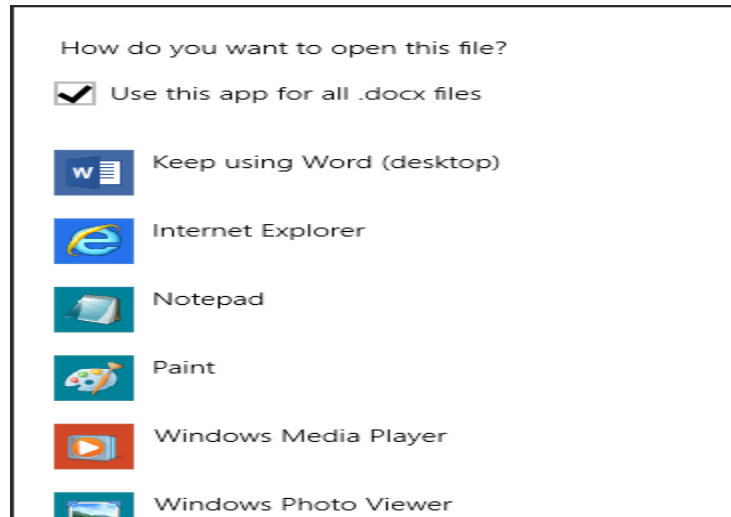 How do you want to open this file?
Use this app for all .docx files
W
Keep using Word (desktop)
Internet Explorer
Notepad
Paint
Windows Media Player
Windows Photo Viewer